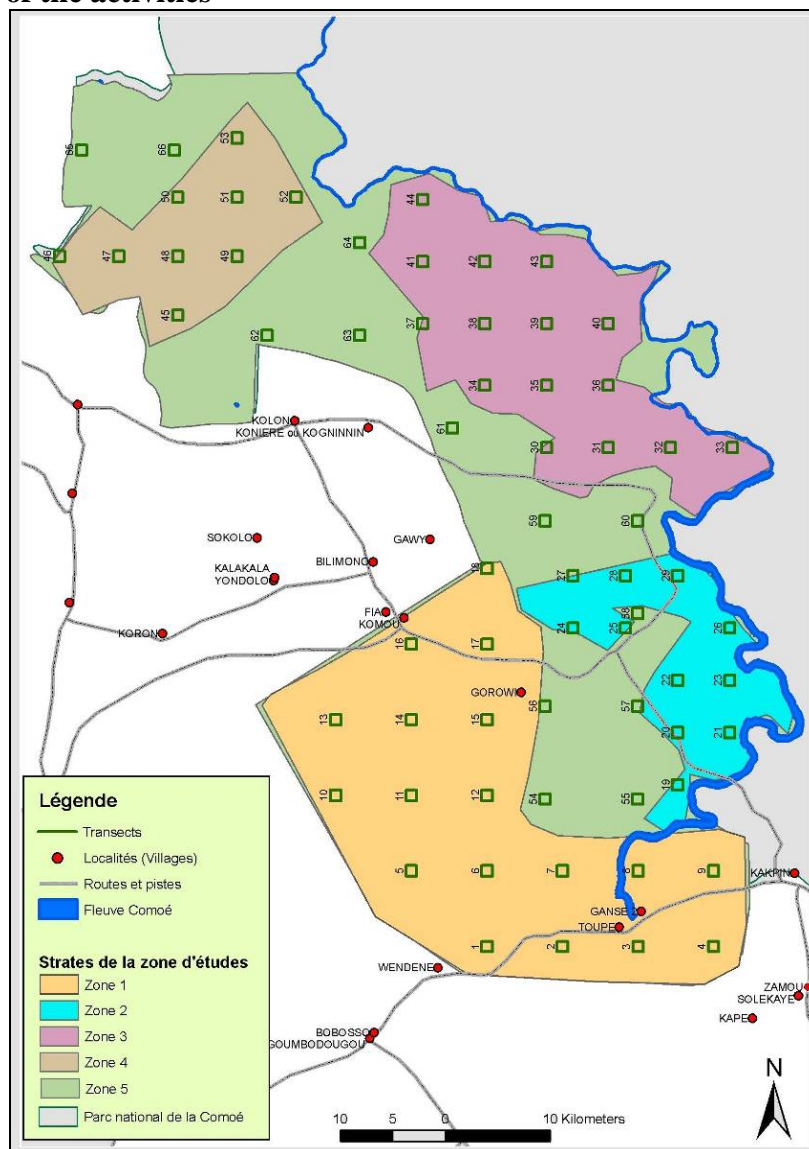 of the activities
53
65
66
50
51
52
44
46
47
48
49
64
41
42
43
45
62
63
37
38
39
40
34
35
36
KOLON
KONIERE ou KOGNINNIN
61
30
31
32
33
SOKOLO
GAWY
59
60
BILIMONO
KALAKALA
YONDOLO
18
27
28
29
FIA
KOMOU
KORON
24
25
58
26
16
17
22
23
GOROWI
56
57
13
14
15
20
21
10
11
12
54
55
19
5
6
7
8
9
KAKPIN
GANSE 2
TOUPE
1
2
3
4
WENDENE
ZAMOU
SOLEKAYE
KAPE
BOBOSSO
GOUMBODOUGOU
Légende
Transects
Localités (Villages)
Routes et pistes
Fleuve Comoé
Strates de la zone d'études
Zone 1
Zone 2
Zone 3
Zone 4
Zone 5
Parc national de la Comoé
N
10 5 0 10 Kilometers